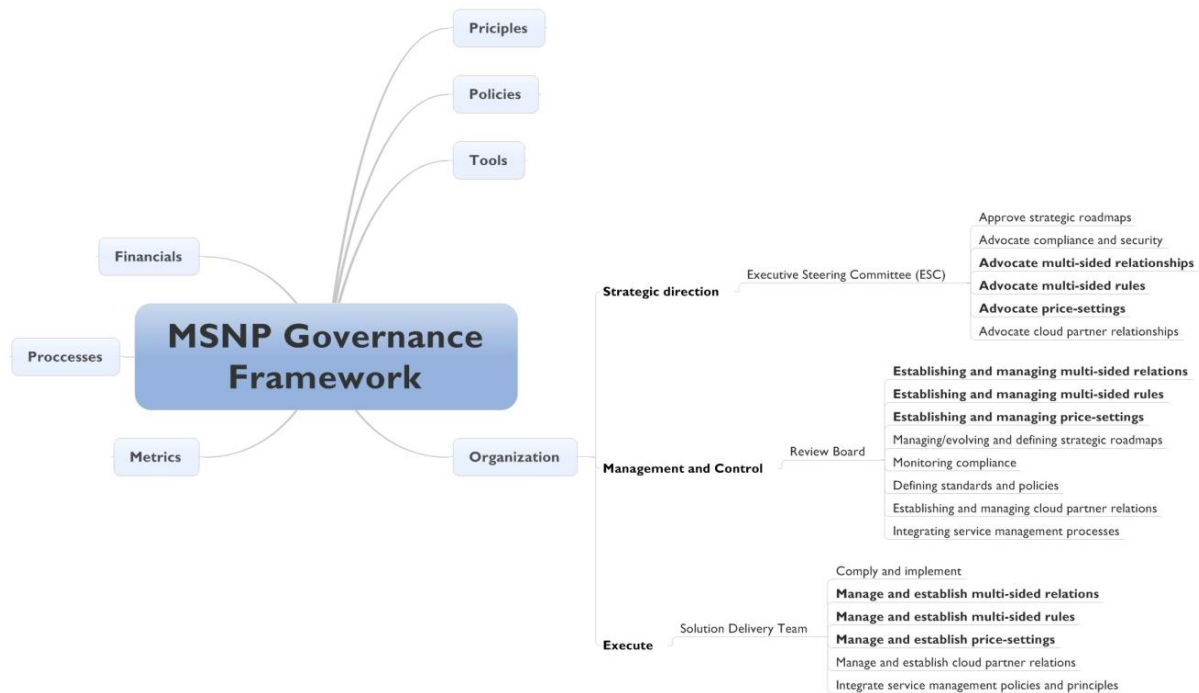 Priciples
Policies
Tools
Financials
MSNP Governance
Framework
Proccesses
Metrics
Organization
Strategic direction
Executive Steering Committee (ESC)
Approve strategic roadmaps
Advocate compliance and security
Advocate multi-sided relationships
Advocate multi-sided rules
Advocate price-settings
Advocate cloud partner relationships
Management and Control
Review Board
Establishing and managing multi-sided relations
Establishing and managing multi-sided rules
Establishing and managing price-settings
Managing/evolving and defining strategic roadmaps
Monitoring compliance
Defining standards and policies
Establishing and managing cloud partner relations
Integrating service management processes
Execute
Solution Delivery Team
Comply and implement
Manage and establish multi-sided relations
Manage and establish multi-sided rules
Manage and establish price-settings
Manage and establish cloud partner relations
Integrate service management policies and principles